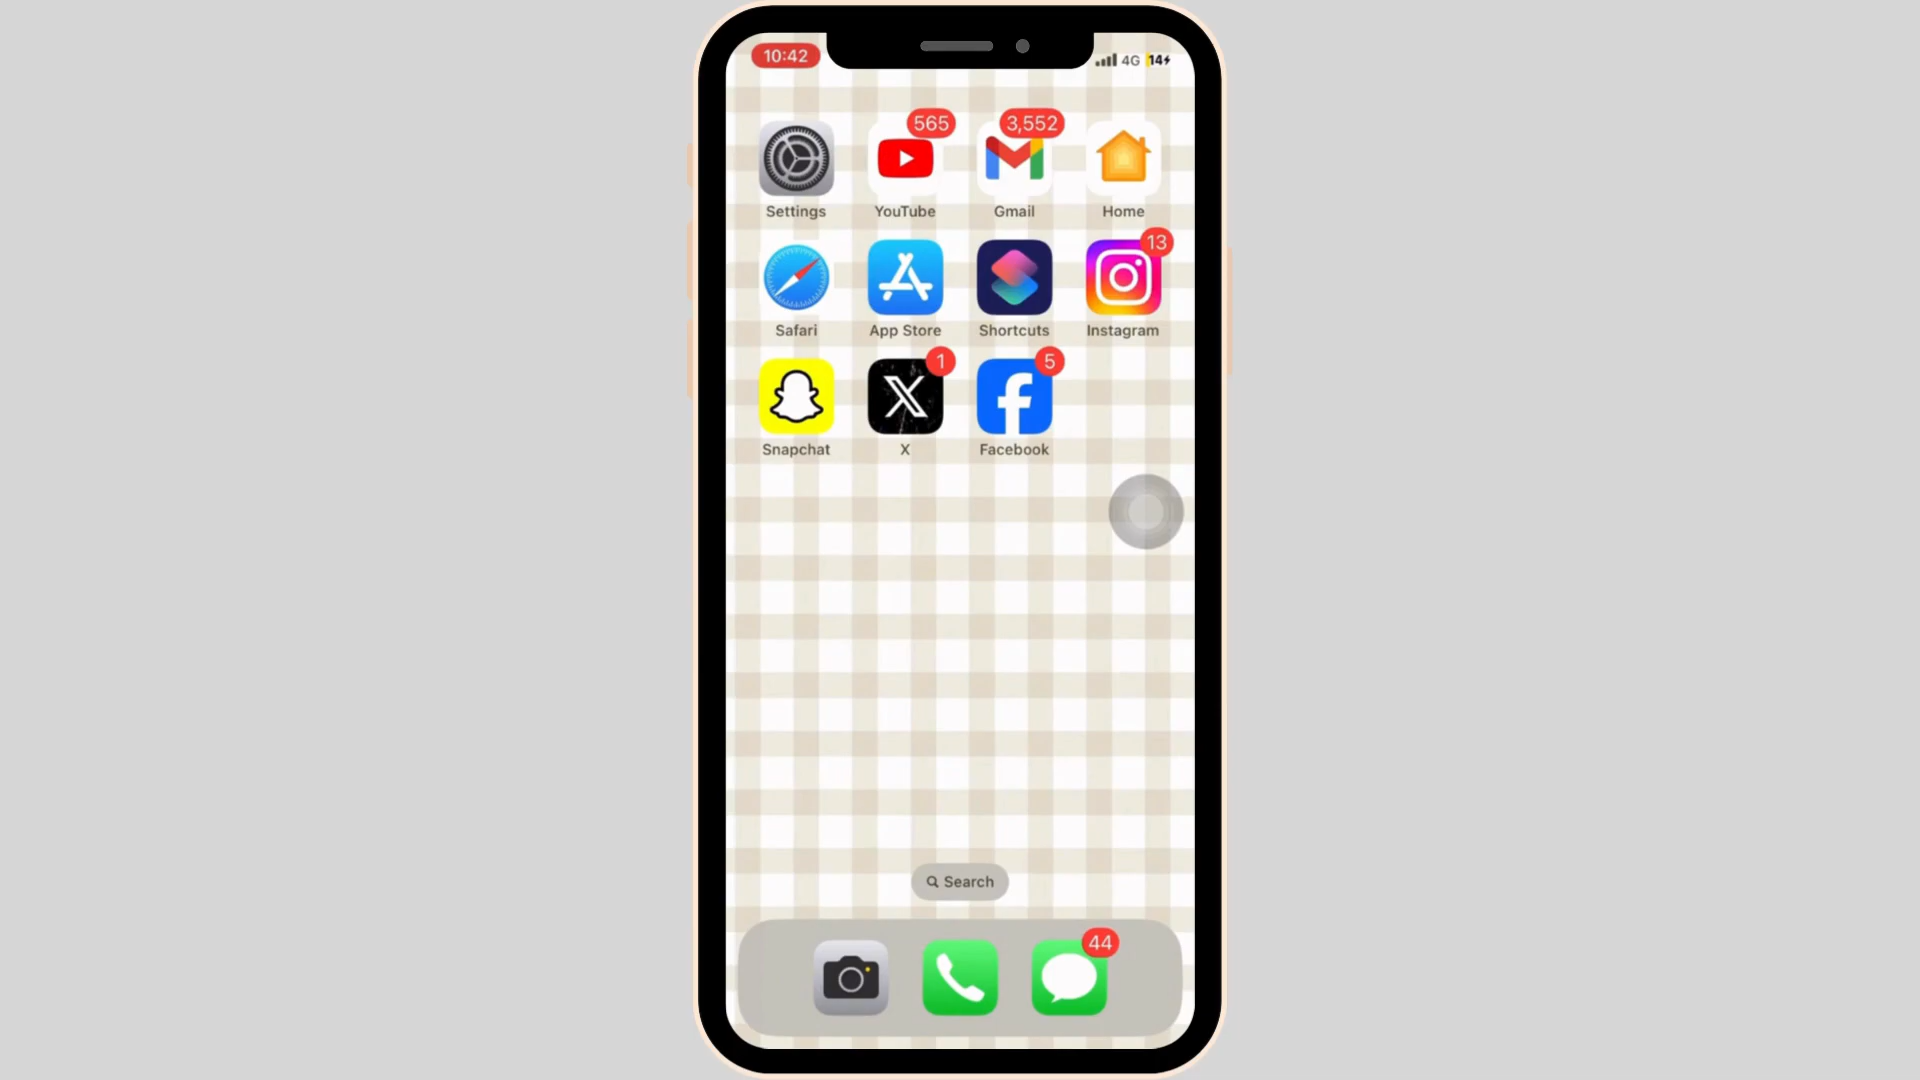 10:42
4G 14
565
3,552
Settings YouTube Gmail Home
13
Safari App Store Shortcuts Instagram
1
5
Snapchat X Facebook
Search
44